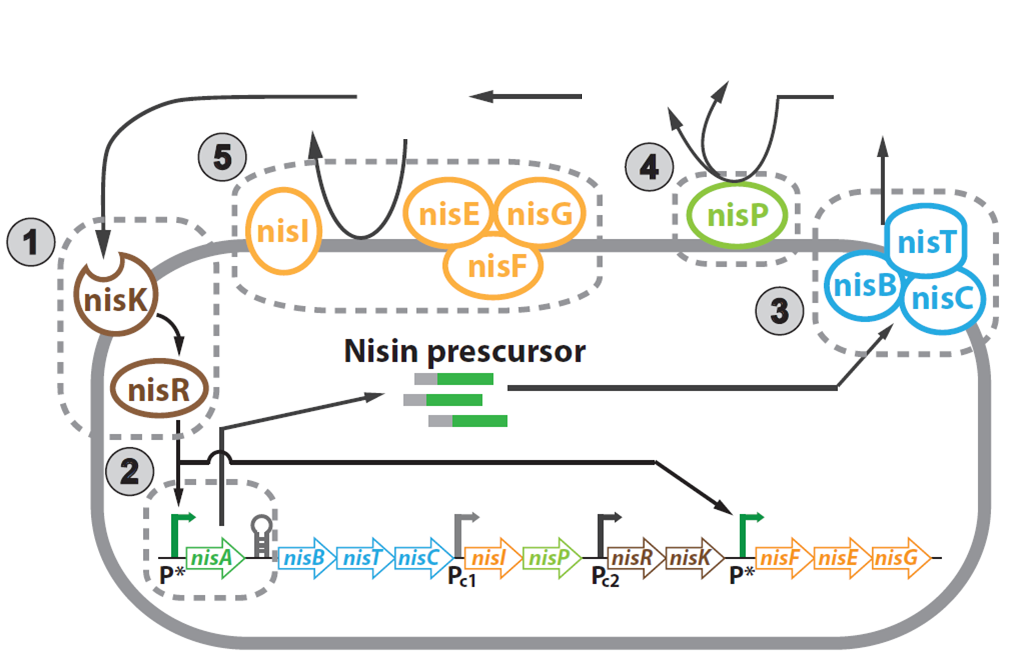 5
4
1
nisI
nisE
nisG
nisF
nisP
nisT
nisB
nisC
3
nisK
nisR
Nisin prescursor
2
P*
nisA
nisB
nisT
nisC
Pc1
nisI
nisP
Pc2
nisR
nisK
P*
nisF
nisE
nisG